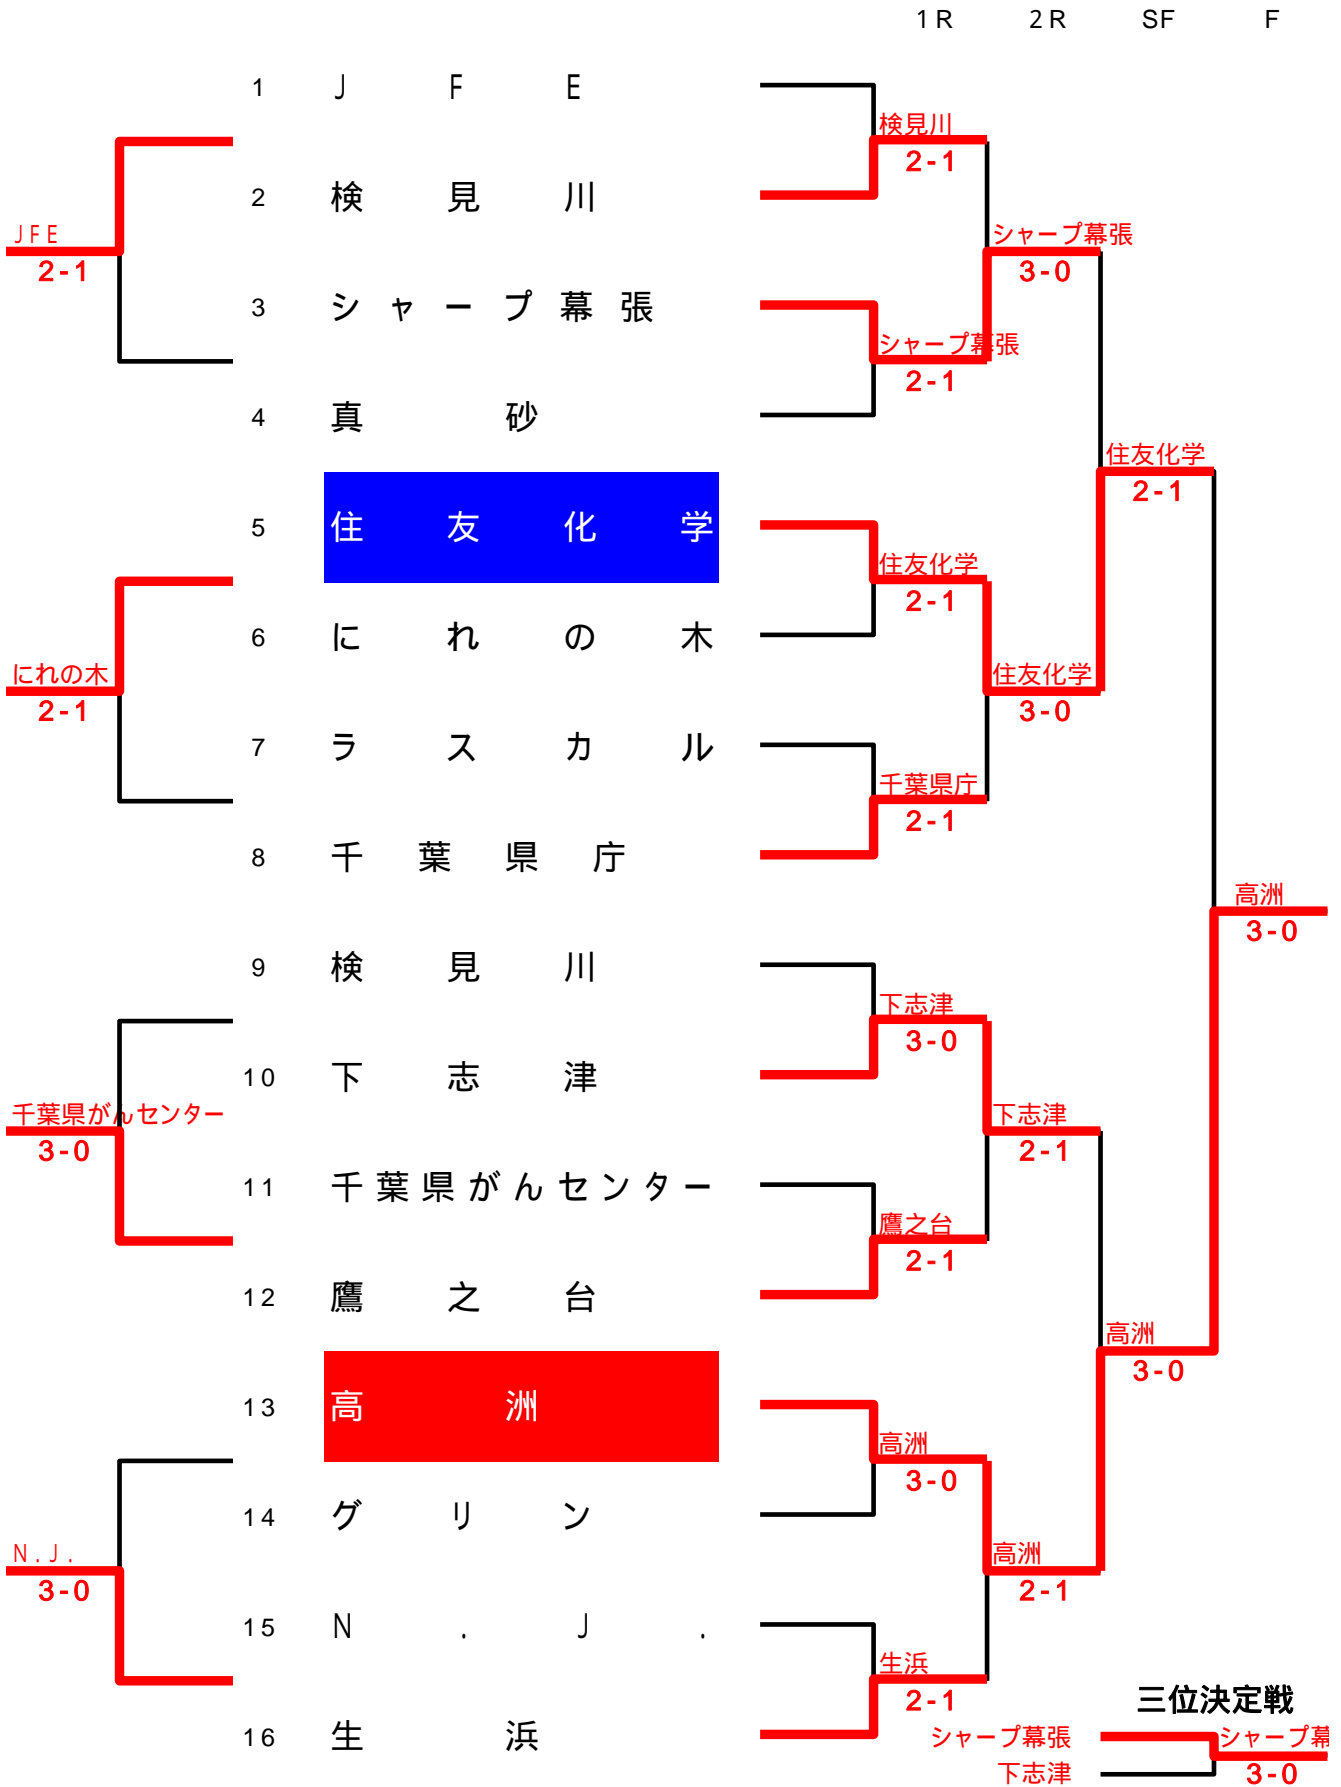 1R 2R SF F
1 JFE
検見川
2-1
2 検見川
JFE
2-1
シャープ幕張
3-0
3 シャープ幕張
シャープ幕張
2-1
4 真砂
住友化学
2-1
5 住友化学
住友化学
2-1
6 にれの木
にれの木
2-1
住友化学
3-0
7 ラスカル
千葉県庁
2-1
8 千葉県庁
高洲
3-0
9 検見川
下志津
3-0
10 下志津
千葉県がんセンター
3-0
下志津
2-1
11 千葉県がんセンター
鷹之台
2-1
12 鷹之台
高洲
3-0
13 高洲
高洲
3-0
14 グリン
N.J.
3-0
高洲
2-1
15 N.J.
生浜
2-1
三位決定戦
16 生浜
シャープ幕張
シャープ幕
下志津
3-0